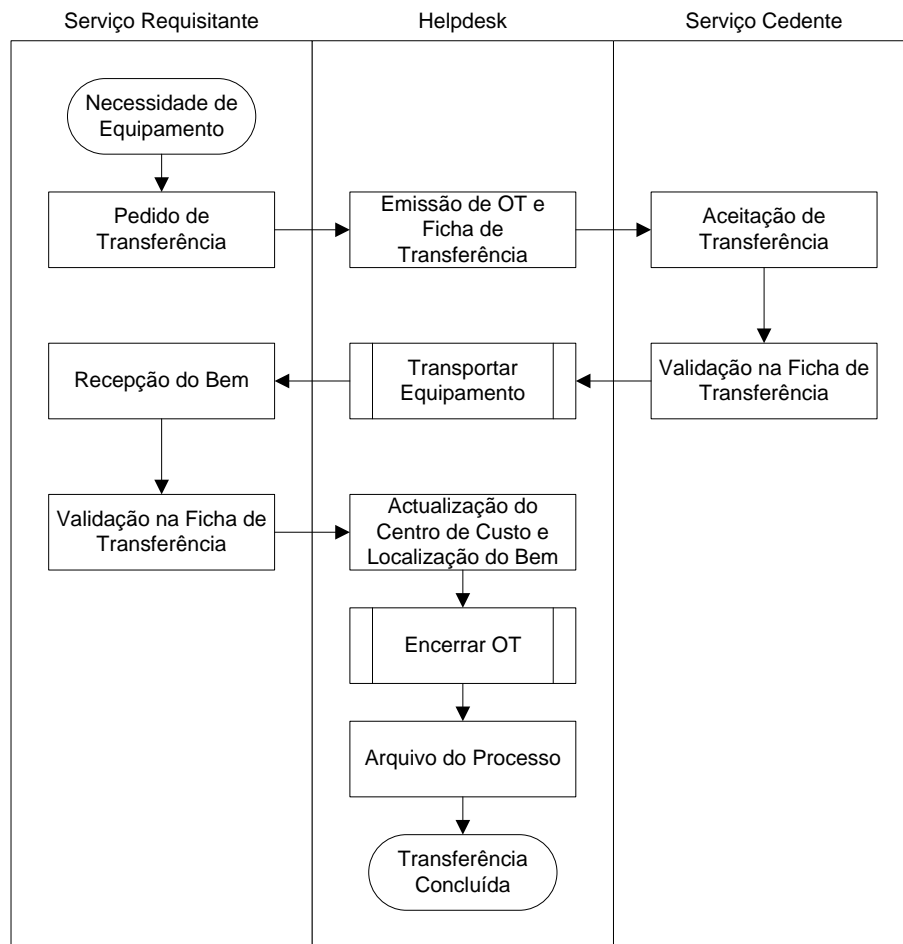 Serviço Requisitante
Helpdesk
Serviço Cedente
Necessidade de
Equipamento
Pedido de
Transferência
Emissão de OT e
Ficha de
Transferência
Aceitação de
Transferência
Recepção do Bem
Transportar
Equipamento
Validação na Ficha de
Transferência
Validação na Ficha de
Transferência
Actualização do
Centro de Custo e
Localização do Bem
Encerrar OT
Arquivo do Processo
Transferência
Concluída